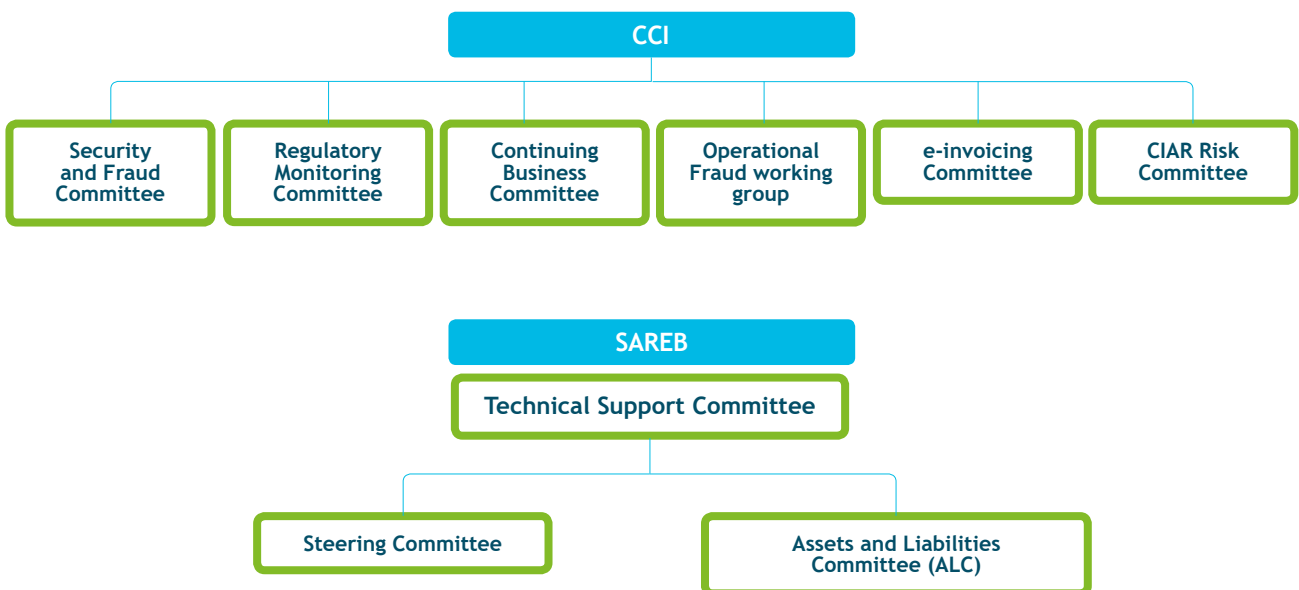 CCI
Security
and Fraud
Committee
Regulatory
Monitoring
Committee
Continuing
Business
Committee
Operational
Fraud working
group
e-invoicing
Committee
CIAR Risk
Committee
SAREB
Technical Support Committee
Steering Committee
Assets and Liabilities
Committee (ALC)